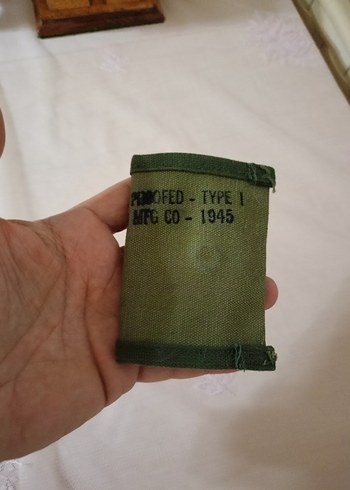 PROOFED - TYPE I
MFG CO - 1945